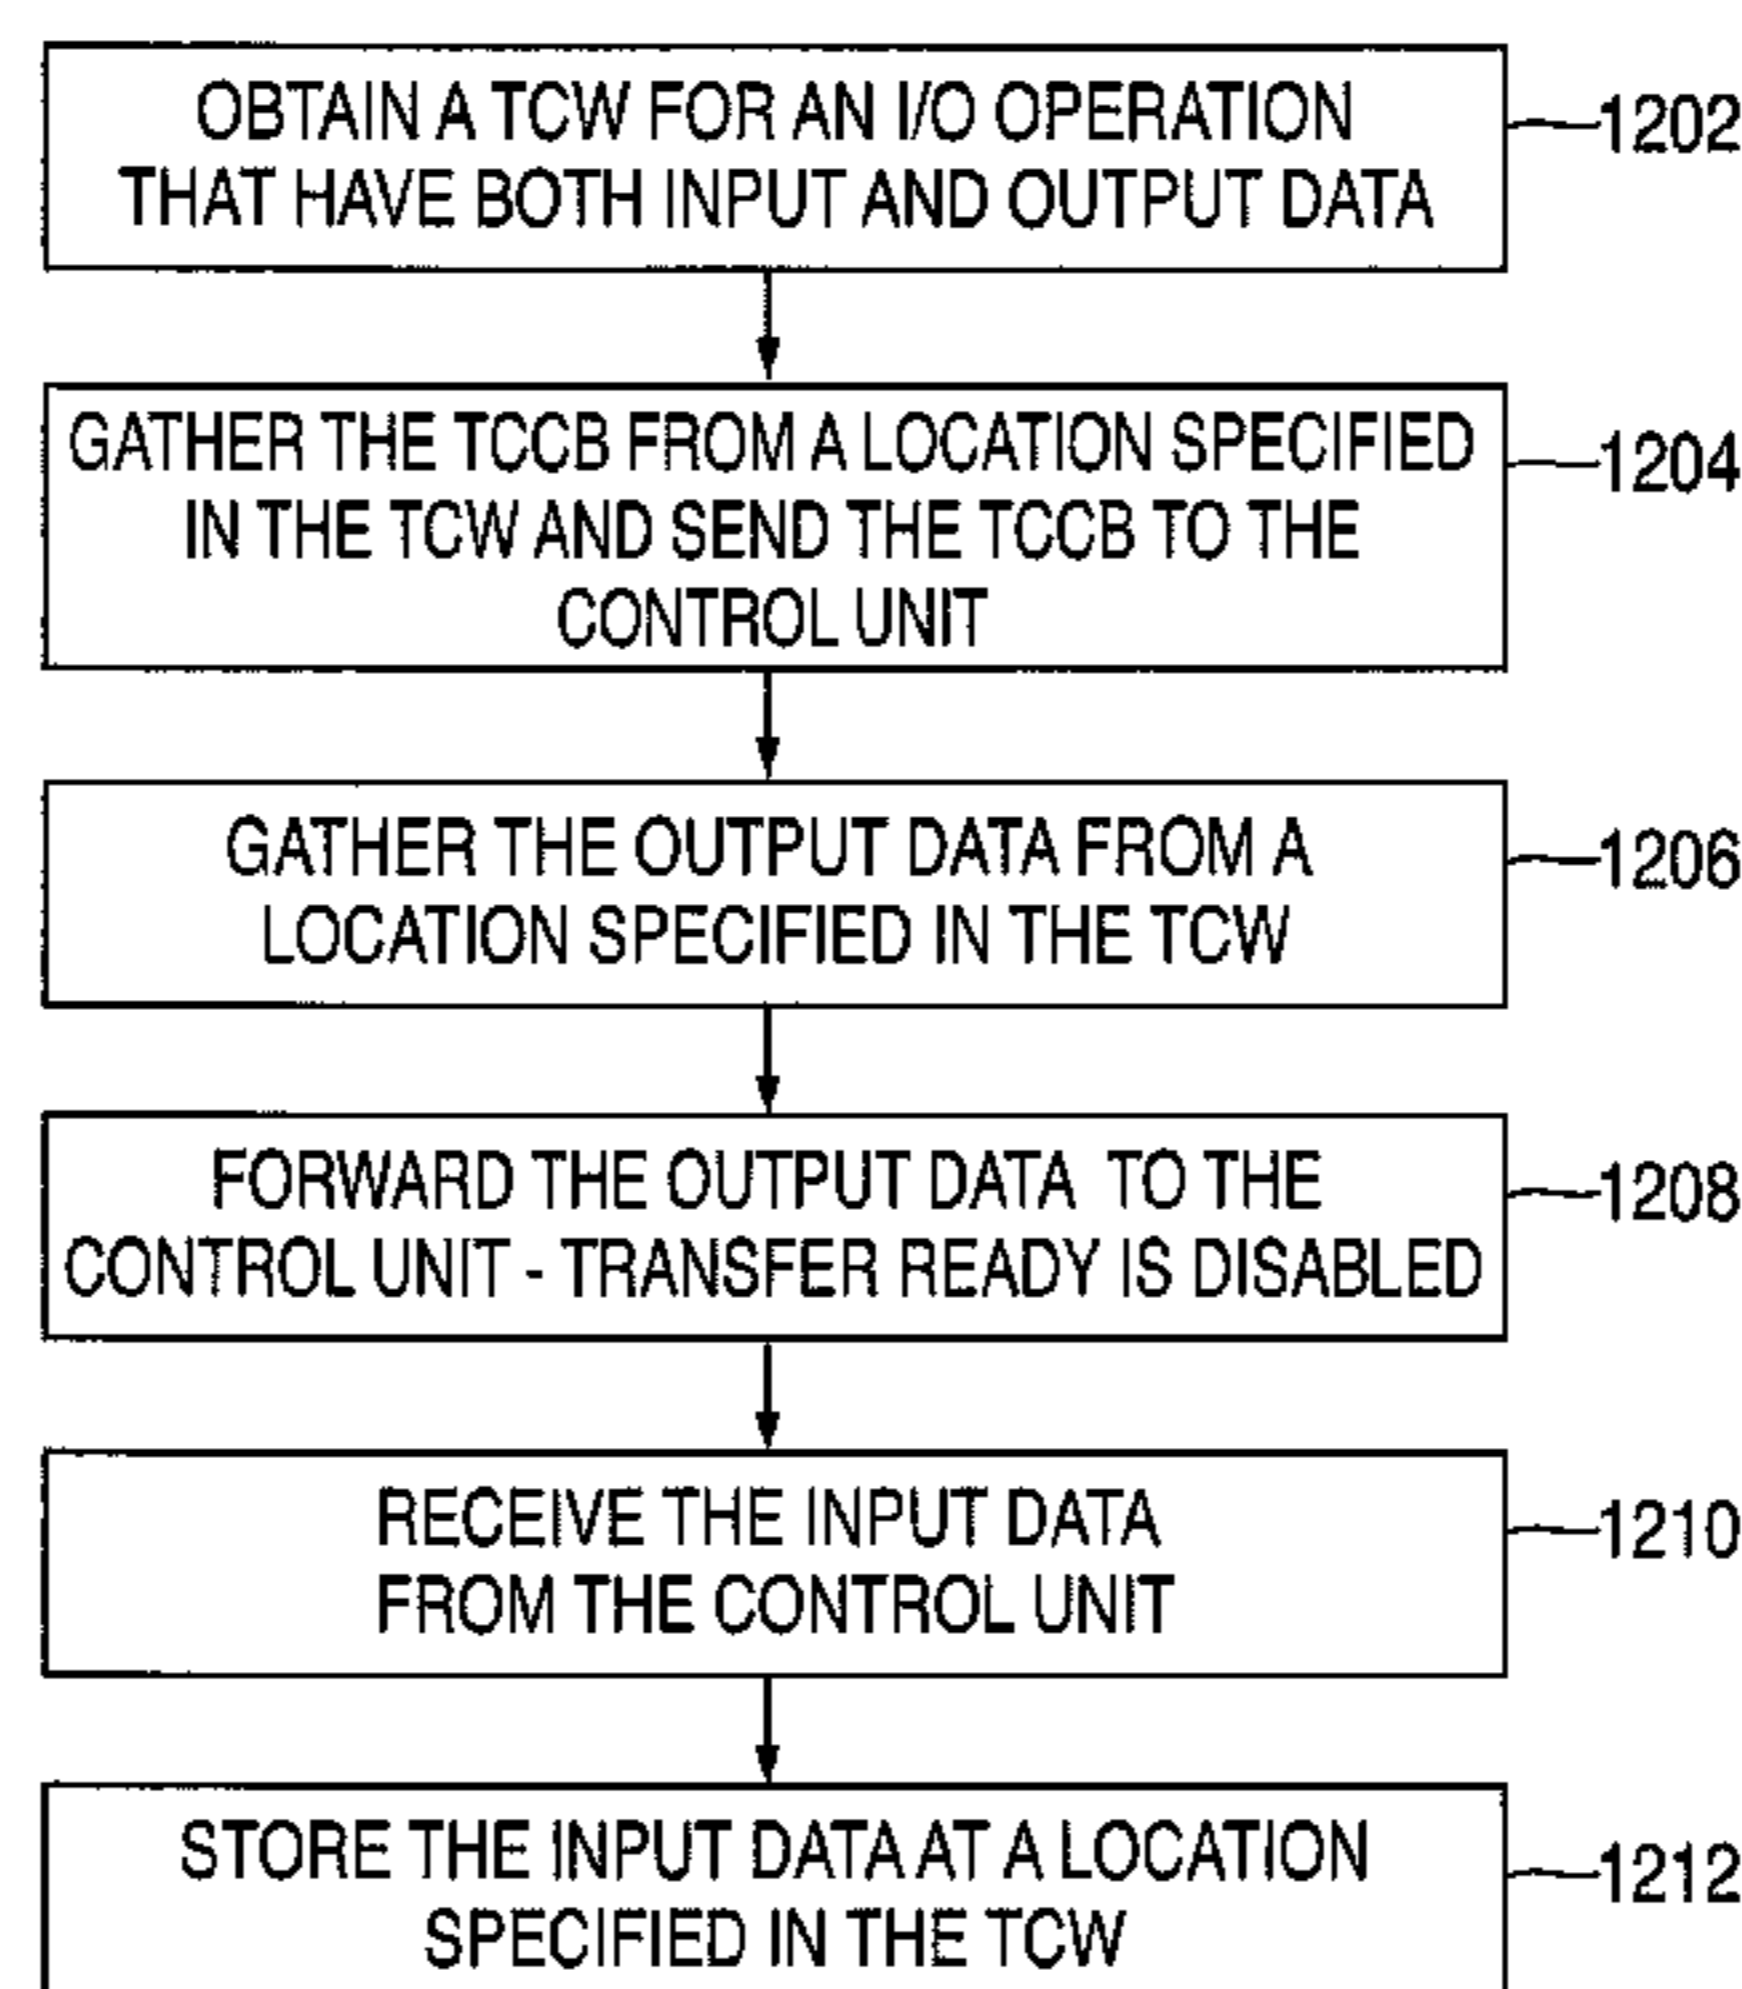 OBTAIN A TCW FOR AN I/O OPERATION
THAT HAVE BOTH INPUT AND OUTPUT DATA
1202
GATHER THE TCCB FROM A LOCATION SPECIFIED
IN THE TCW AND SEND THE TCCB TO THE
CONTROL UNIT
1204
GATHER THE OUTPUT DATA FROM A
LOCATION SPECIFIED IN THE TCW
1206
FORWARD THE OUTPUT DATA TO THE
CONTROL UNIT - TRANSFER READY IS DISABLED
1208
RECEIVE THE INPUT DATA
FROM THE CONTROL UNIT
1210
STORE THE INPUT DATA AT A LOCATION
SPECIFIED IN THE TCW
1212